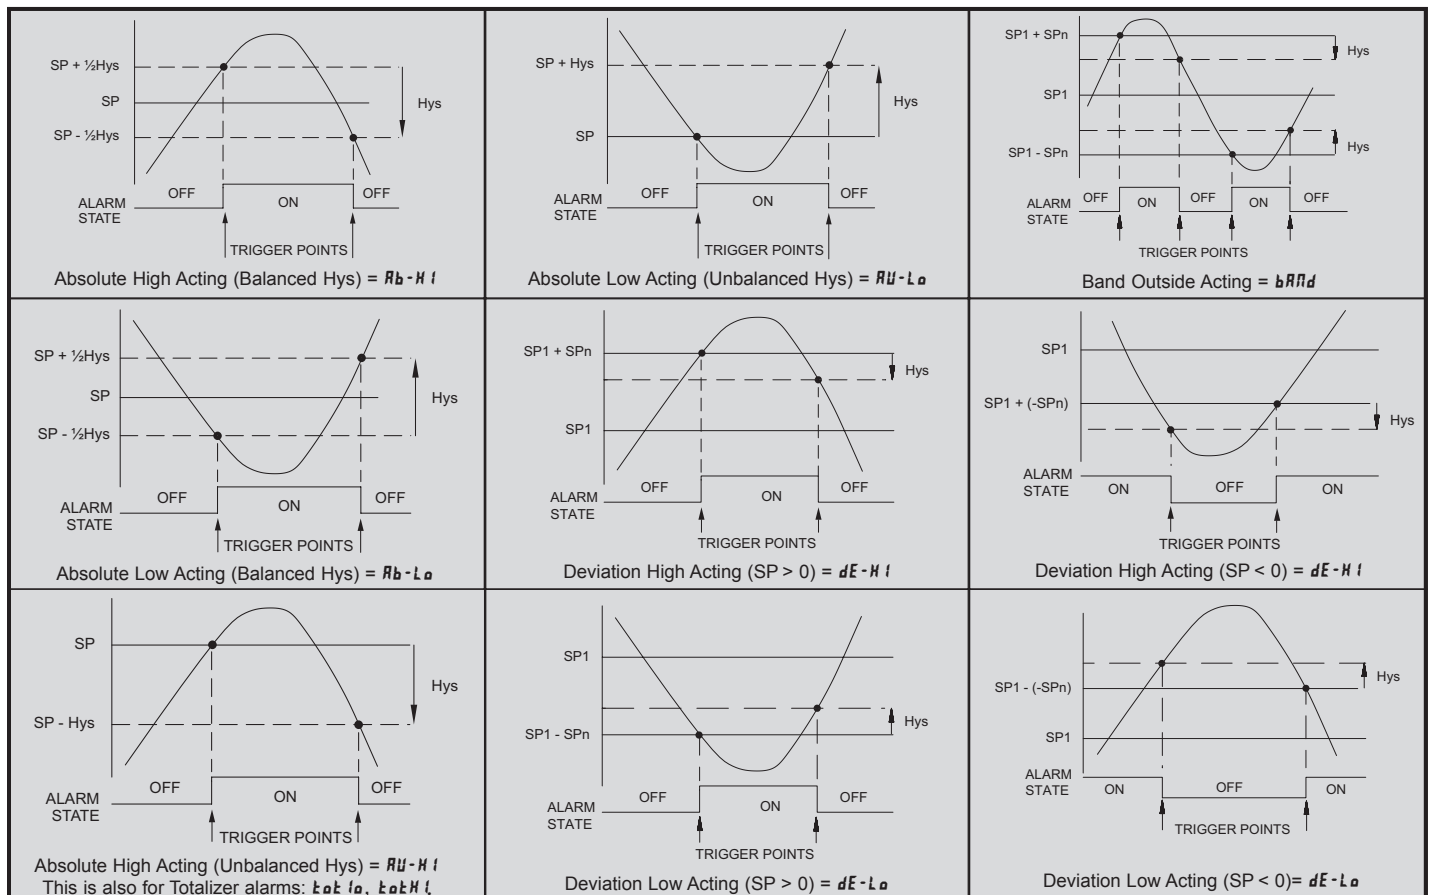 SP + ½Hys
SP
SP - ½Hys
Hys
ALARM
STATE
OFF
ON
OFF
TRIGGER POINTS
Absolute High Acting (Balanced Hys) = Ab-HI
SP + Hys
SP
Hys
ALARM
STATE
OFF
ON
OFF
TRIGGER POINTS
Absolute Low Acting (Unbalanced Hys) = AU-Lo
SP1 + SPn
SP1
SP1 - SPn
Hys
Hys
ALARM
STATE
OFF
ON
OFF
ON
OFF
TRIGGER POINTS
Band Outside Acting = bANd
SP + ½Hys
SP
SP - ½Hys
Hys
ALARM
STATE
OFF
ON
OFF
TRIGGER POINTS
Absolute Low Acting (Balanced Hys) = Ab-Lo
SP1 + SPn
SP1
Hys
ALARM
STATE
OFF
ON
OFF
TRIGGER POINTS
Deviation High Acting (SP > 0) = dE-HI
SP1
SP1 + (-SPn)
Hys
ALARM
STATE
ON
OFF
ON
TRIGGER POINTS
Deviation High Acting (SP < 0) = dE-HI
SP
SP - Hys
Hys
ALARM
STATE
OFF
ON
OFF
TRIGGER POINTS
Absolute High Acting (Unbalanced Hys) = AU-HI
This is also for Totalizer alarms: totLo, totHI,
SP1
SP1 - SPn
Hys
ALARM
STATE
OFF
ON
OFF
TRIGGER POINTS
Deviation Low Acting (SP > 0) = dE-Lo
SP1 - (-SPn)
SP1
Hys
ALARM
STATE
ON
OFF
ON
TRIGGER POINTS
Deviation Low Acting (SP < 0)= dE-Lo